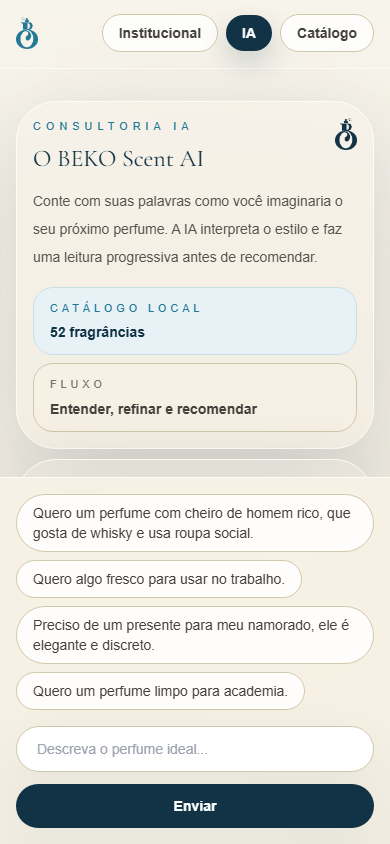 Institucional
IA
Catálogo
CONSULTORIA IA
O BEKO Scent AI
Conte com suas palavras como você imaginaria o
seu próximo perfume. A IA interpreta o estilo e faz
uma leitura progressiva antes de recomendar.
CATÁLOGO LOCAL
52 fragrâncias
FLUXO
Entender, refinar e recomendar
Quero um perfume com cheiro de homem rico, que
gosta de whisky e usa roupa social.
Quero algo fresco para usar no trabalho.
Preciso de um presente para meu namorado, ele é
elegante e discreto.
Quero um perfume limpo para academia.
Descreva o perfume ideal...
Enviar